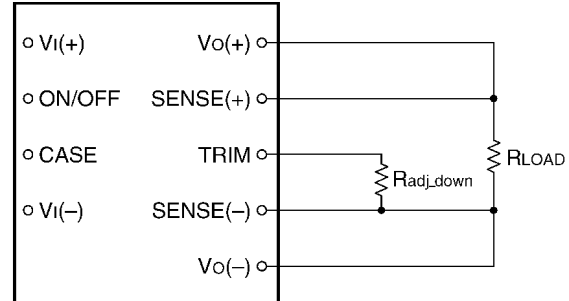 VI(+) VO(+)
ON/OFF SENSE(+)
CASE TRIM RLOAD
Radj_down
VI(–) SENSE(–)
VO(–)